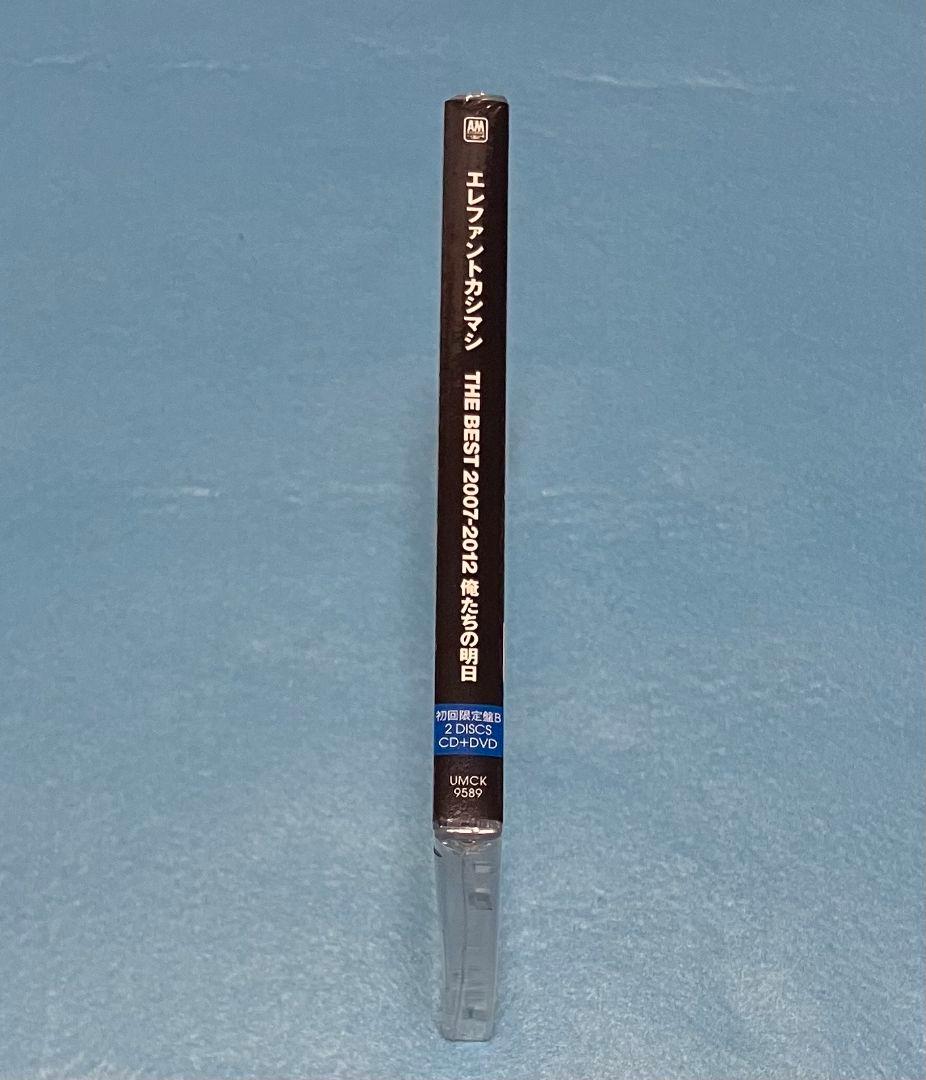 AM
エレファントカシマシ THE BEST 2007-2012 俺たちの明日
初回限定盤B
2 DISCS
CD+DVD
UMCK
9589